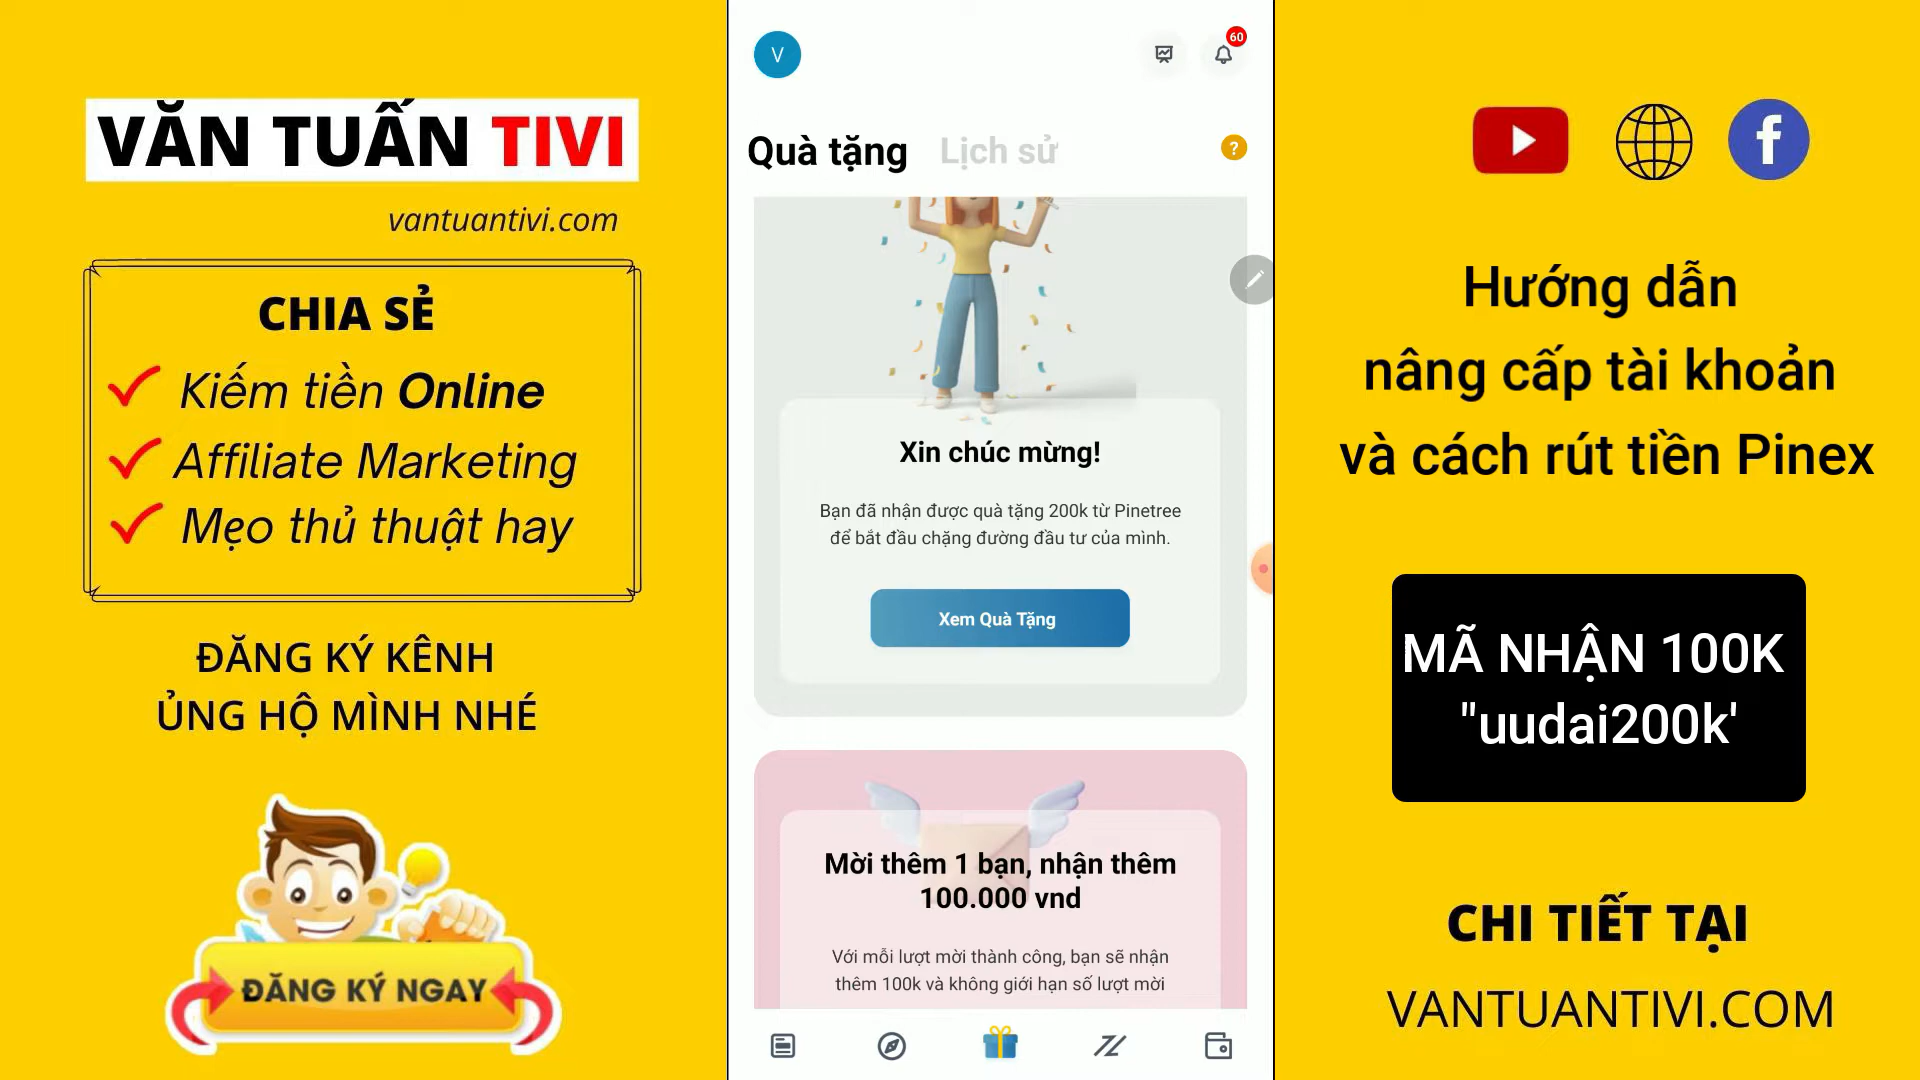 VĂN TUẤN TIVI
vantuantivi.com
CHIA SẺ
Kiếm tiền Online
Affiliate Marketing
Mẹo thủ thuật hay
ĐĂNG KÝ KÊNH
ỦNG HỘ MÌNH NHÉ
ĐĂNG KÝ NGAY
V
60
Quà tặng Lịch sử
?
Xin chúc mừng!
Bạn đã nhận được quà tặng 200k từ Pinetree
để bắt đầu chặng đường đầu tư của mình.
Xem Quà Tặng
Mời thêm 1 bạn, nhận thêm
100.000 vnd
Với mỗi lượt mời thành công, bạn sẽ nhận
thêm 100k và không giới hạn số lượt mời
f
Hướng dẫn
nâng cấp tài khoản
và cách rút tiền Pinex
MÃ NHẬN 100K
"uudai200k'
CHI TIẾT TẠI
VANTUANTIVI.COM